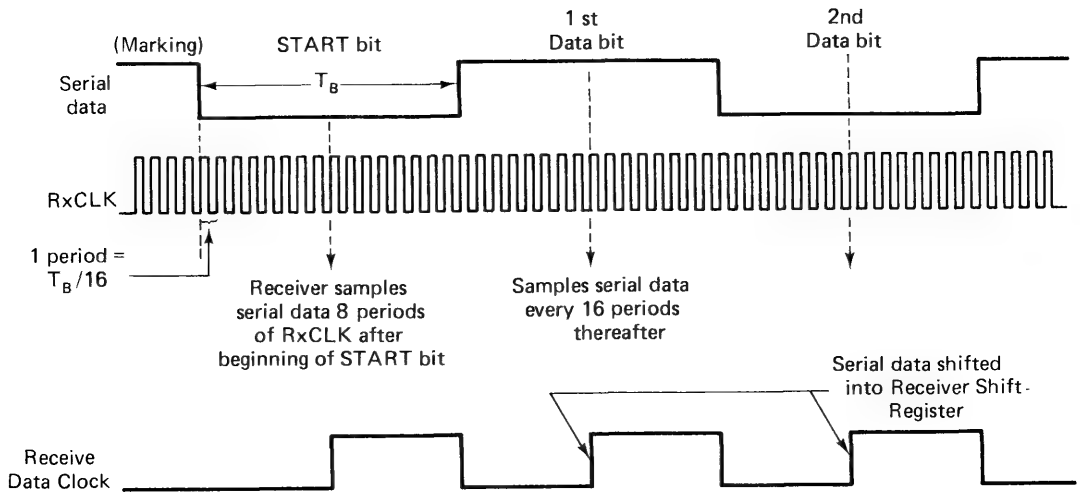 (Marking)
START bit
1 st
Data bit
2nd
Data bit
Serial
data
T_B
RxCLK
1 period =
T_B/16
Receiver samples
serial data 8 periods
of RxCLK after
beginning of START bit
Samples serial data
every 16 periods
thereafter
Serial data shifted
into Receiver Shift-
Register
Receive
Data Clock